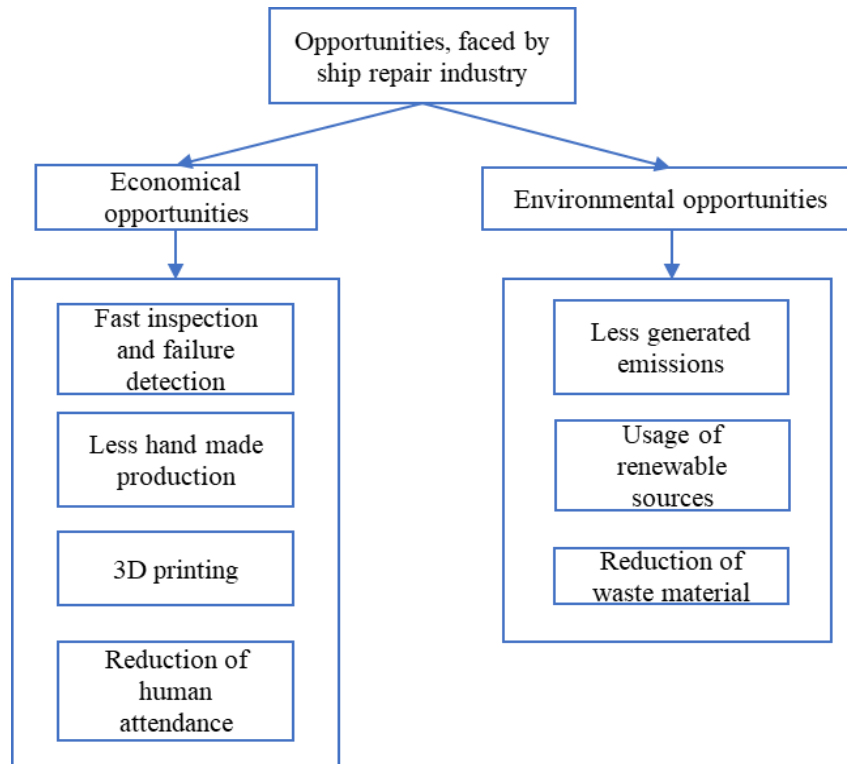 Opportunities, faced by
ship repair industry
Economical
opportunities
Environmental opportunities
Fast inspection
and failure
detection
Less hand made
production
3D printing
Reduction of
human
attendance
Less generated
emissions
Usage of
renewable
sources
Reduction of
waste material